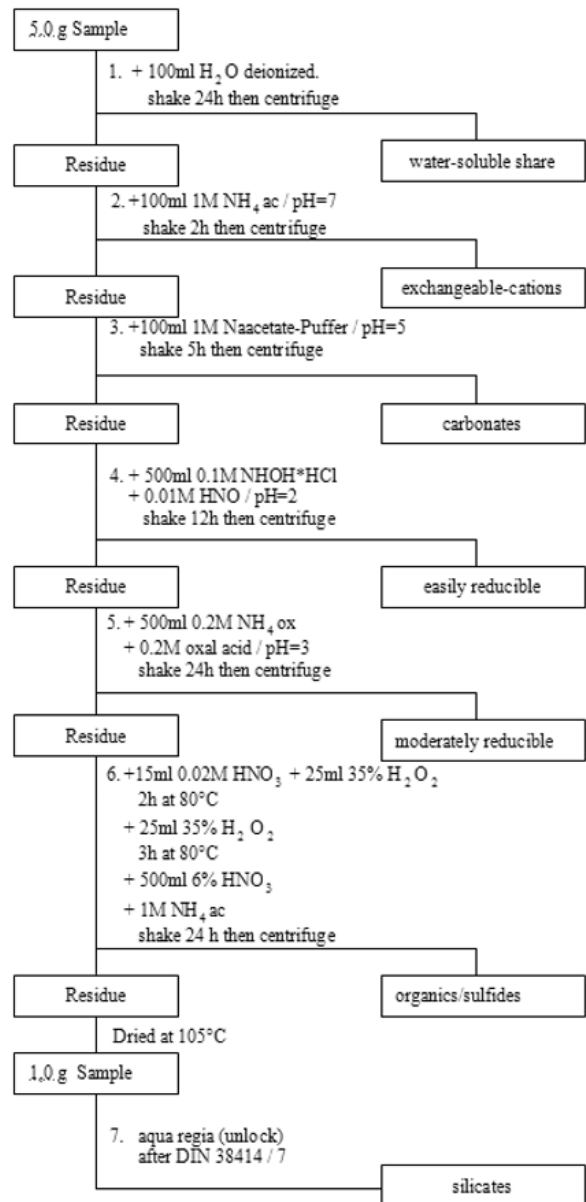 5.0 g Sample
1. + 100ml H₂O deionized.
shake 24h then centrifuge
Residue
water-soluble share
2. +100ml 1M NH₄ ac / pH=7
shake 2h then centrifuge
Residue
exchangeable-cations
3. +100ml 1M Naacetate-Puffer / pH=5
shake 5h then centrifuge
Residue
carbonates
4. + 500ml 0.1M NHOH*HCl
+ 0.01M HNO / pH=2
shake 12h then centrifuge
Residue
easily reducible
5. + 500ml 0.2M NH₄ ox
+ 0.2M oxal acid / pH=3
shake 24h then centrifuge
Residue
moderately reducible
6. +15ml 0.02M HNO₃ + 25ml 35% H₂O₂
2h at 80°C
+ 25ml 35% H₂ O₂
3h at 80°C
+ 500ml 6% HNO₃
+ 1M NH₄ ac
shake 24 h then centrifuge
Residue
organics/sulfides
Dried at 105°C
1.0 g Sample
7. aqua regia (unlock)
after DIN 38414 / 7
silicates